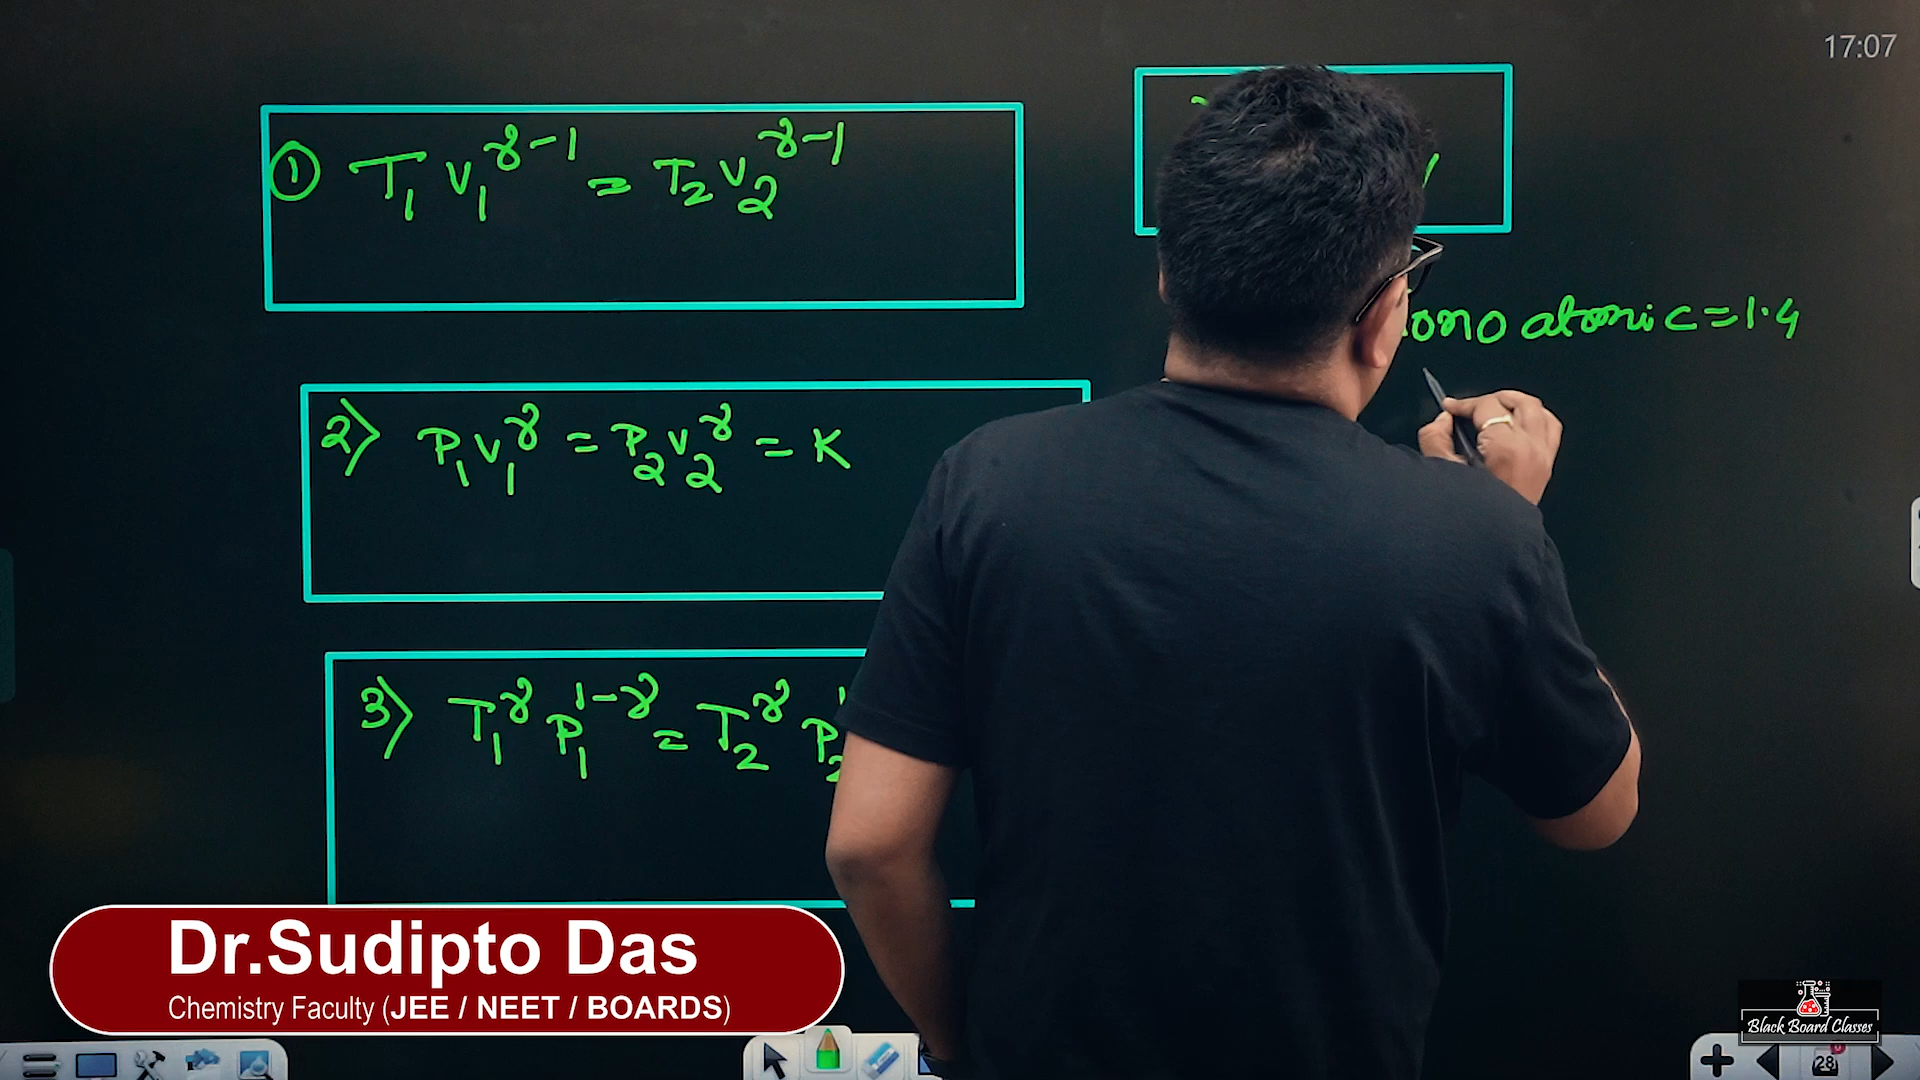 17:07
① T₁V₁^γ-1 = T₂V₂^γ-1
ono atomic = 1.4
2) P₁V₁^γ = P₂V₂^γ = K
3) T₁^γ P₁^1-γ = T₂^γ P₂
Dr.Sudipto Das
Chemistry Faculty (JEE / NEET / BOARDS)
Black Board Classes
28